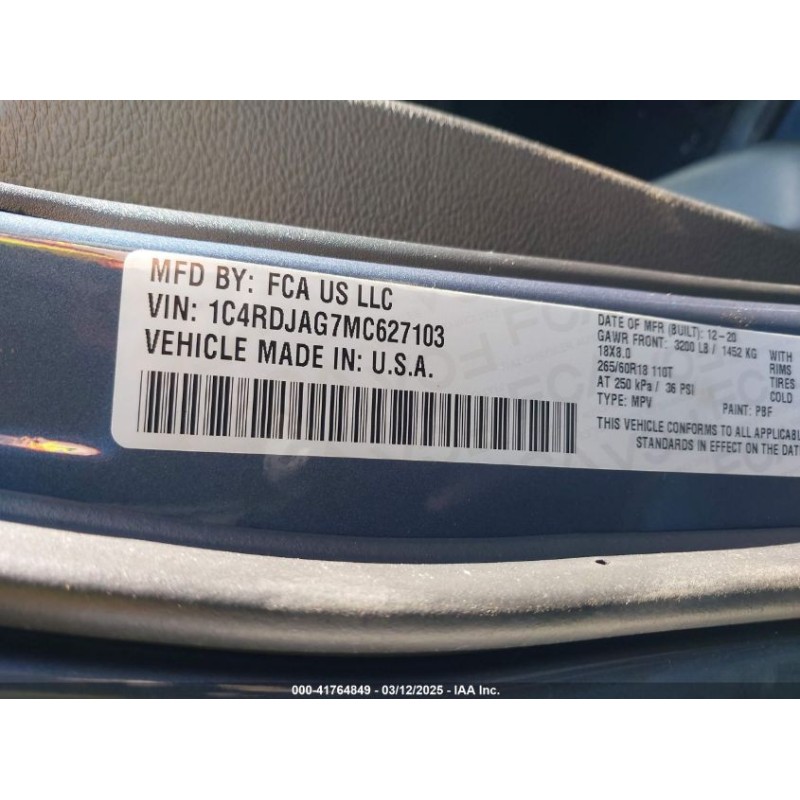 MFD BY: FCA US LLC
VIN: 1C4RDJAG7MC627103
VEHICLE MADE IN: U.S.A.
DATE OF MFR (BUILT): 12-20
GAWR FRONT: 3200 LB / 1452 KG WITH
18X8.0 RIMS
265/60R18 110T TIRES
AT 250 kPa / 36 PSI COLD
TYPE: MPV PAINT: PBF
THIS VEHICLE CONFORMS TO ALL APPLICABL
STANDARDS IN EFFECT ON THE DAT
000-41764849 - 03/12/2025 - IAA Inc.